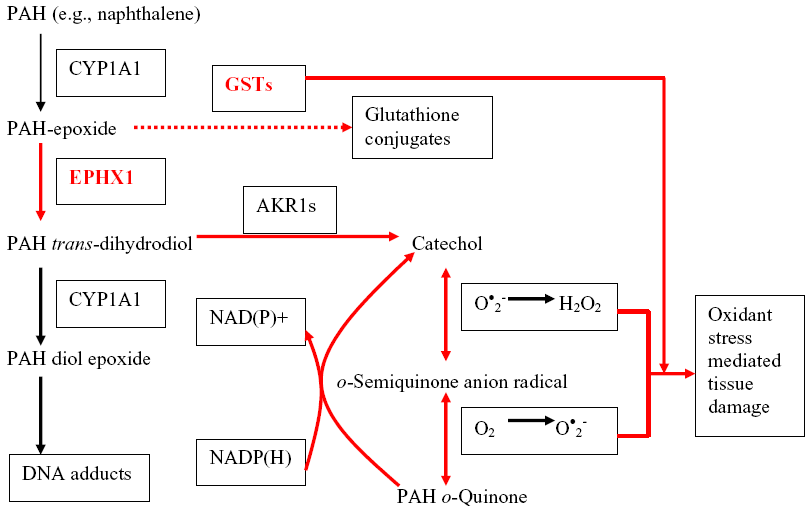 PAH (e.g., naphthalene)
CYP1A1
GSTs
PAH-epoxide
Glutathione
conjugates
EPHX1
AKR1s
PAH trans-dihydrodiol
Catechol
CYP1A1
NAD(P)+
O•2- H2O2
Oxidant
stress
mediated
tissue
damage
PAH diol epoxide
o-Semiquinone anion radical
O2 O•2-
NADP(H)
DNA adducts
PAH o-Quinone